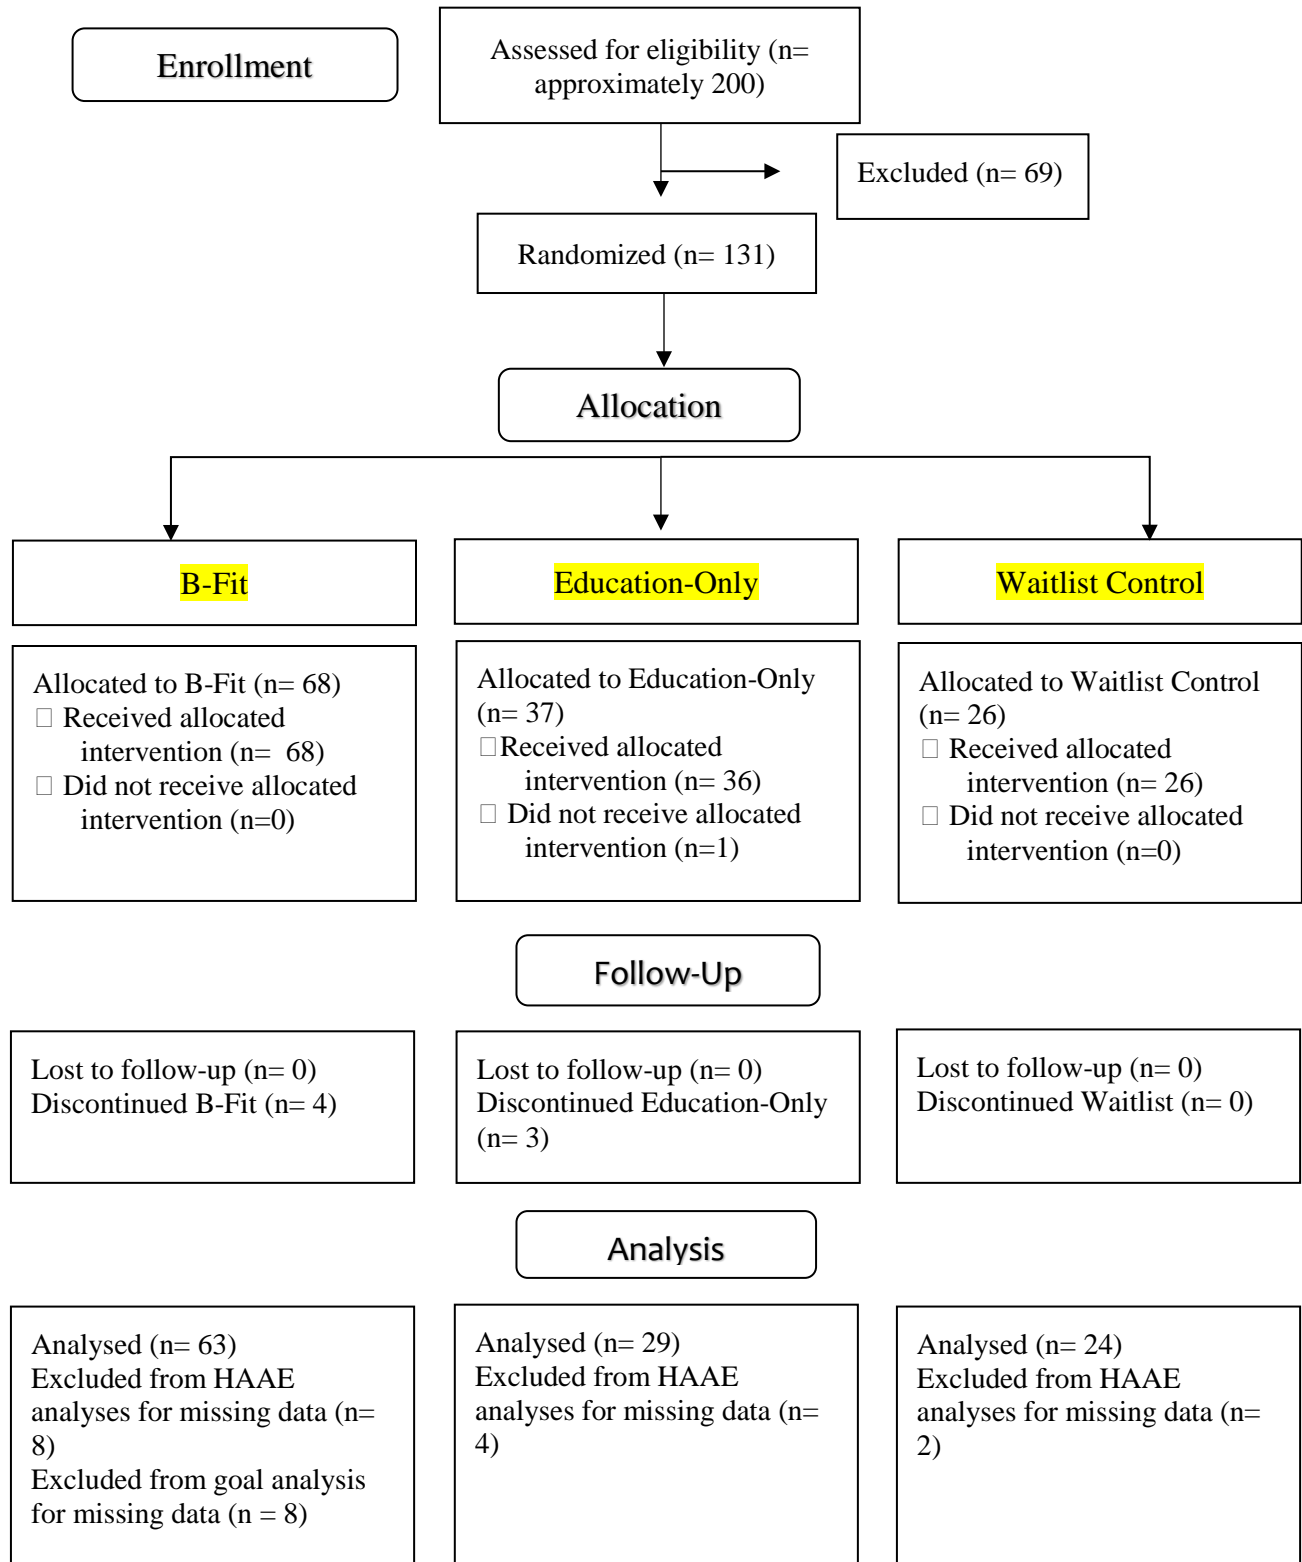 Enrollment
Assessed for eligibility (n=
approximately 200)
Excluded (n= 69)
Randomized (n= 131)
Allocation
B-Fit
Education-Only
Waitlist Control
Allocated to B-Fit (n= 68)
□ Received allocated
intervention (n=  68)
□ Did not receive allocated
intervention (n=0)
Allocated to Education-Only
(n= 37)
□Received allocated
intervention (n= 36)
□ Did not receive allocated
intervention (n=1)
Allocated to Waitlist Control
(n= 26)
□ Received allocated
intervention (n= 26)
□ Did not receive allocated
intervention (n=0)
Follow-Up
Lost to follow-up (n= 0)
Discontinued B-Fit (n= 4)
Lost to follow-up (n= 0)
Discontinued Education-Only
(n= 3)
Lost to follow-up (n= 0)
Discontinued Waitlist (n= 0)
Analysis
Analysed (n= 63)
Excluded from HAAE
analyses for missing data (n=
8)
Excluded from goal analysis
for missing data (n = 8)
Analysed (n= 29)
Excluded from HAAE
analyses for missing data (n=
4)
Analysed (n= 24)
Excluded from HAAE
analyses for missing data (n=
2)